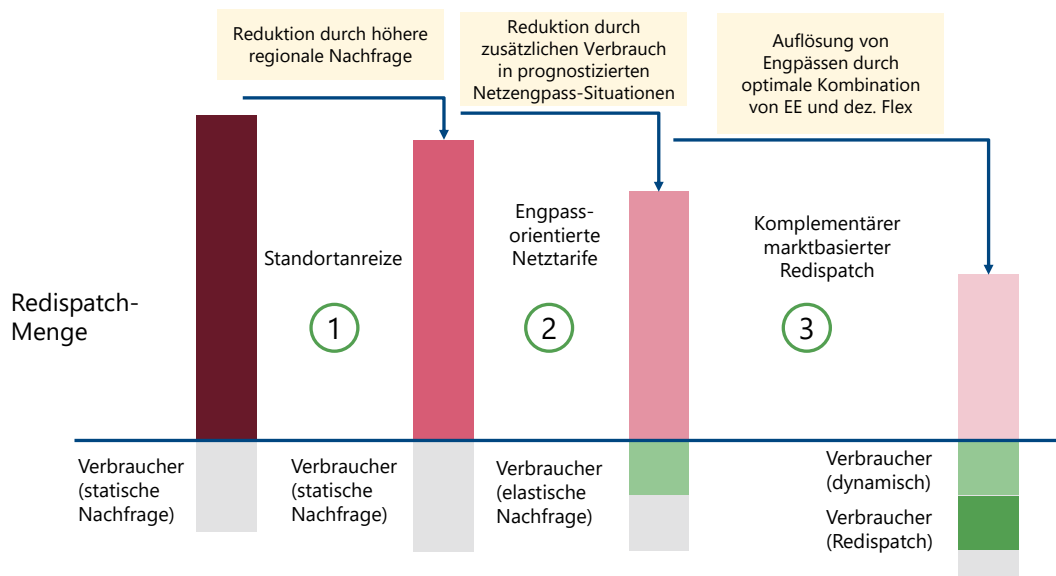 Reduktion durch höhere
regionale Nachfrage
Reduktion durch
zusätzlichen Verbrauch
in prognostizierten
Netzengpass-Situationen
Auflösung von
Engpässen durch
optimale Kombination
von EE und dez. Flex
Standortanreize
1
Engpass-
orientierte
Netztarife
2
Komplementärer
marktbasierter
Redispatch
3
Redispatch-
Menge
Verbraucher
(statische
Nachfrage)
Verbraucher
(statische
Nachfrage)
Verbraucher
(elastische
Nachfrage)
Verbraucher
(dynamisch)
Verbraucher
(Redispatch)